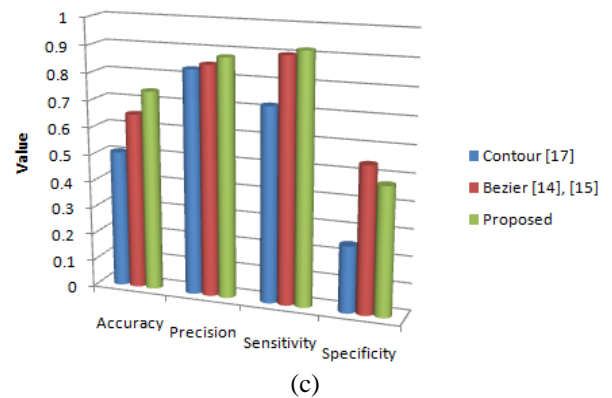 1
0.9
0.8
0.7
0.6
0.5
0.4
0.3
0.2
0.1
0
Value
Accuracy
Precision
Sensitivity
Specificity
Contour [17]
Bezier [14], [15]
Proposed
(c)